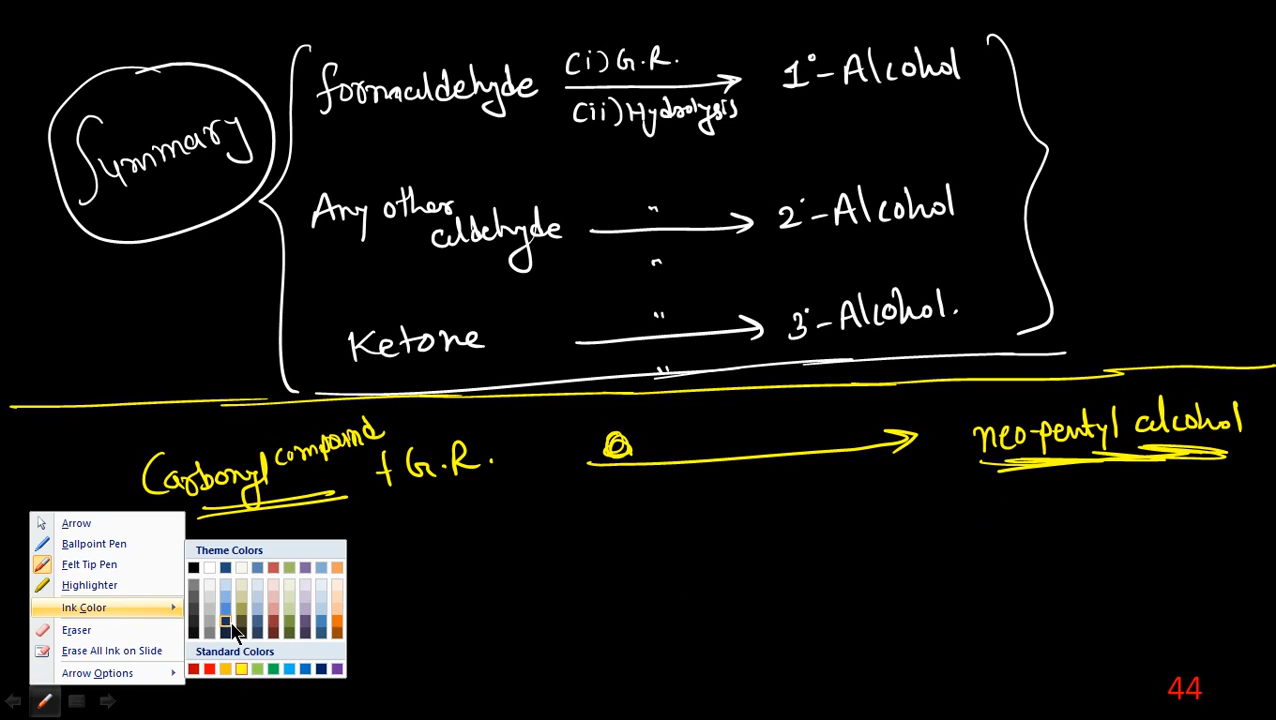 Summary
formaldehyde (i) G.R. (ii) Hydrolysis 1°-Alcohol
Any other aldehyde " " 2°-Alcohol
Ketone " " 3°-Alcohol.
Carbonyl compound + G.R. neo-pentyl alcohol
Arrow
Ballpoint Pen
Felt Tip Pen
Highlighter
Ink Color
Eraser
Erase All Ink on Slide
Arrow Options
Theme Colors
Standard Colors
44